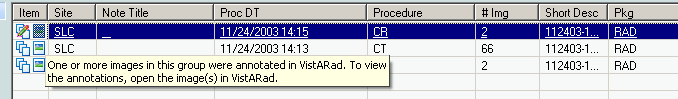 Item Site Note Title Proc DT Procedure # Img Short Desc Pkg
SLC __ 11/24/2003 14:15 CR 2 112403-1... RAD
SLC 11/24/2003 14:13 CT 66 112403-1... RAD
One or more images in this group were annotated in VistARad. To view 2 112403-1... RAD
the annotations, open the image(s) in VistARad.